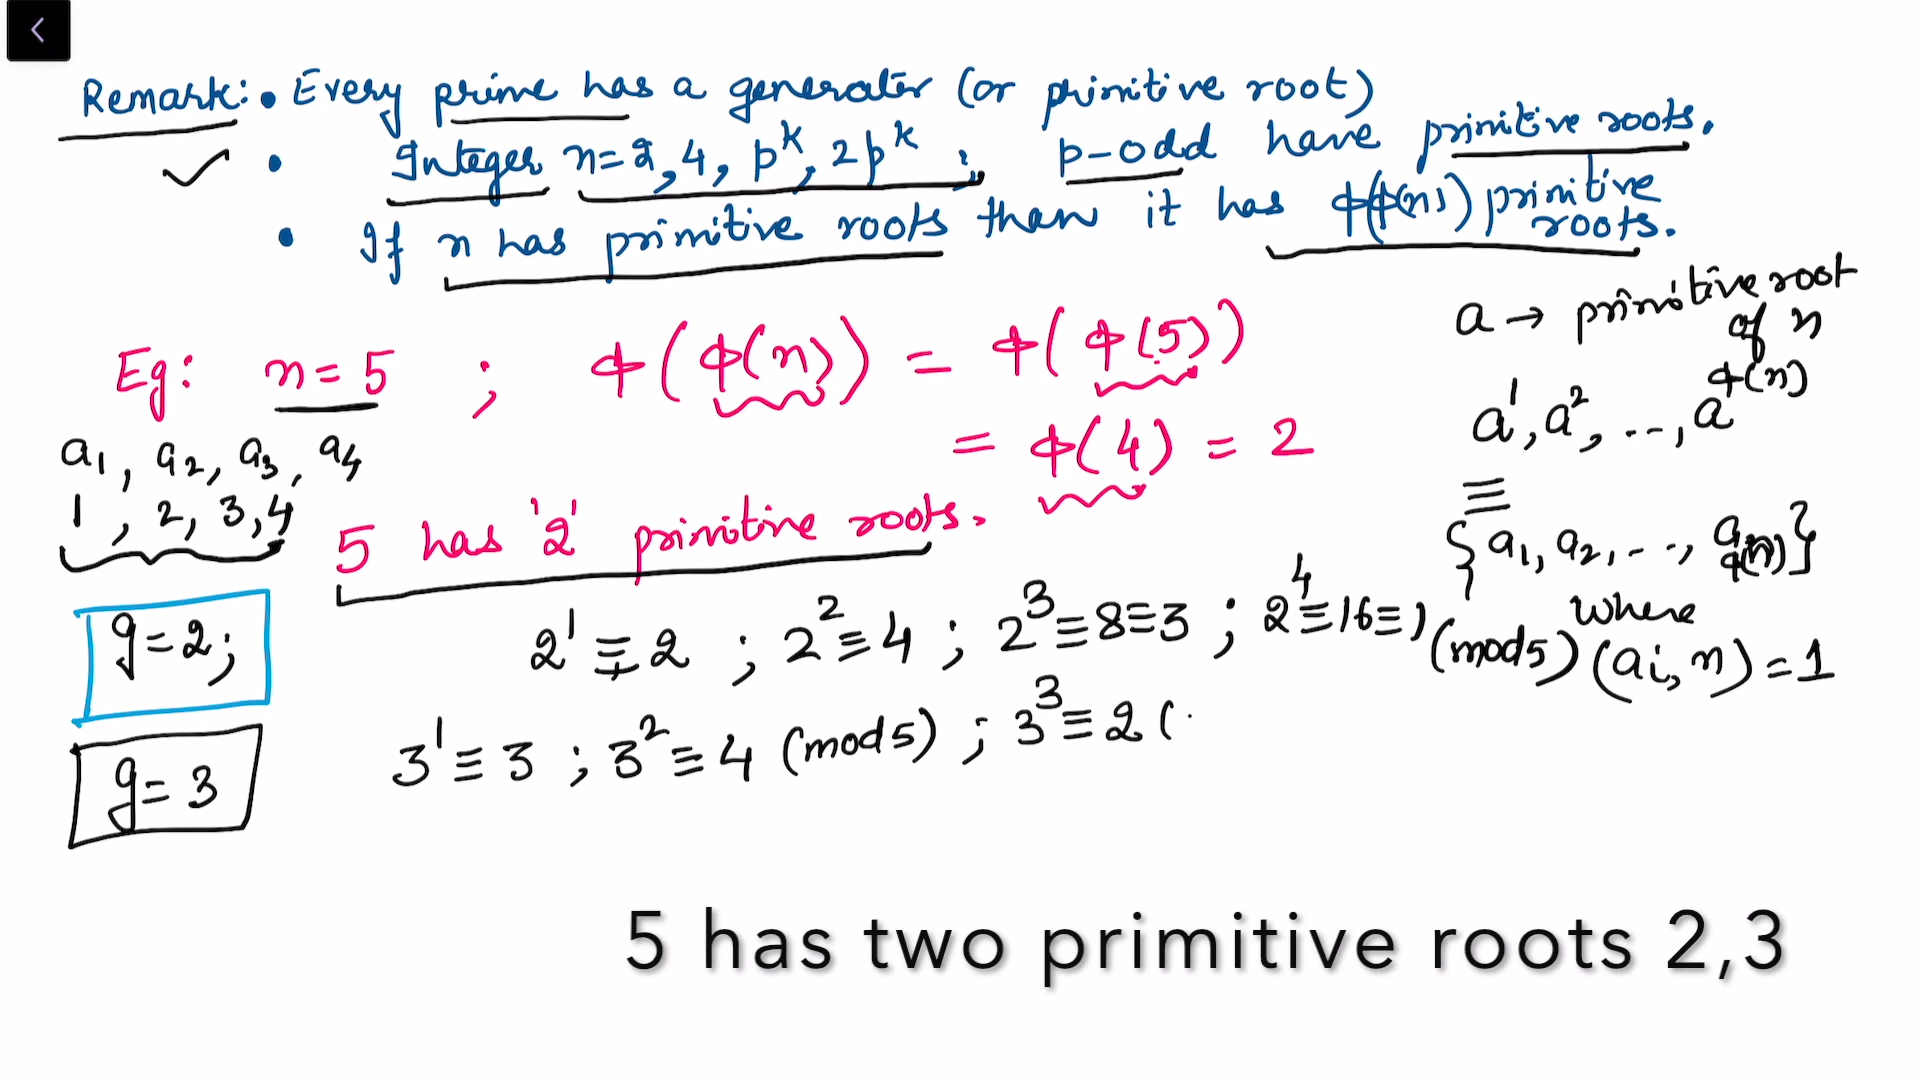 Remark: • Every prime has a generator (or primitive root)
• Integer n=2,4, p^k, 2p^k ; p-odd have primitive roots.
• If n has primitive roots than it has ϕ(ϕ(n)) primitive roots.
a → primitive root of n
Eg: n=5 ; ϕ(ϕ(n)) = ϕ(ϕ(5))
= ϕ(4) = 2
a^1, a^2, .., a^ϕ(n)
a₁, a₂, a₃, a₄
1, 2, 3, 4
5 has '2' primitive roots.
≡
{a₁, a₂, .., a_ϕ(n)}
where
(ai, n) = 1
g=2;
2^1 ≡ 2 ; 2^2 ≡ 4 ; 2^3 ≡ 8 ≡ 3 ; 2^4 ≡ 16 ≡ 1 (mod 5)
g=3
3^1 ≡ 3 ; 3^2 ≡ 4 (mod 5) ; 3^3 ≡ 2 (
5 has two primitive roots 2,3